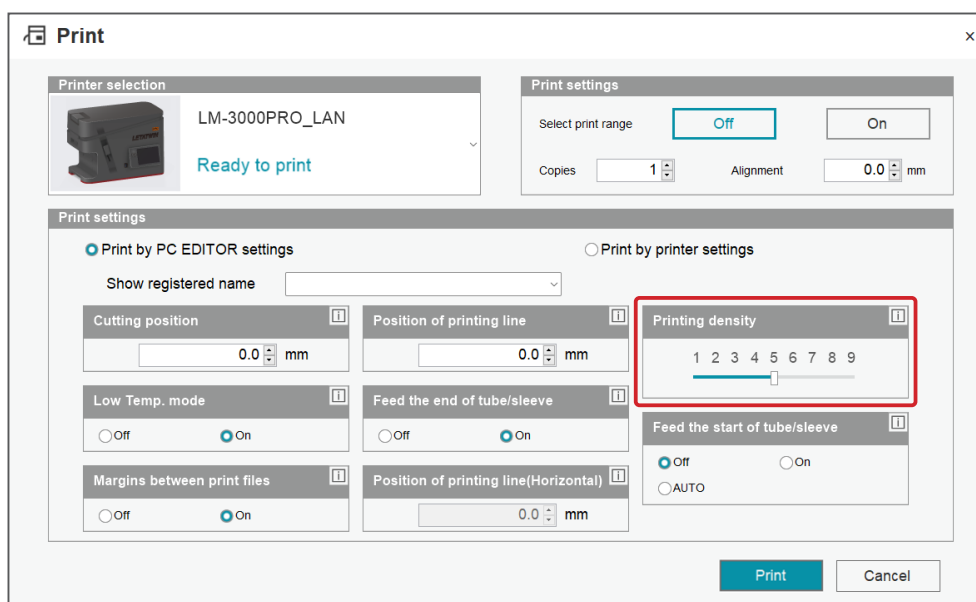 Print
×
Printer selection
LM-3000PRO_LAN
Ready to print
Print settings
Select print range Off On
Copies 1 Alignment 0.0 mm
Print settings
Print by PC EDITOR settings Print by printer settings
Show registered name
Cutting position
0.0 mm
Position of printing line
0.0 mm
Printing density
1 2 3 4 5 6 7 8 9
Low Temp. mode
Off On
Feed the end of tube/sleeve
Off On
Feed the start of tube/sleeve
Off On
AUTO
Margins between print files
Off On
Position of printing line(Horizontal)
0.0 mm
Print Cancel